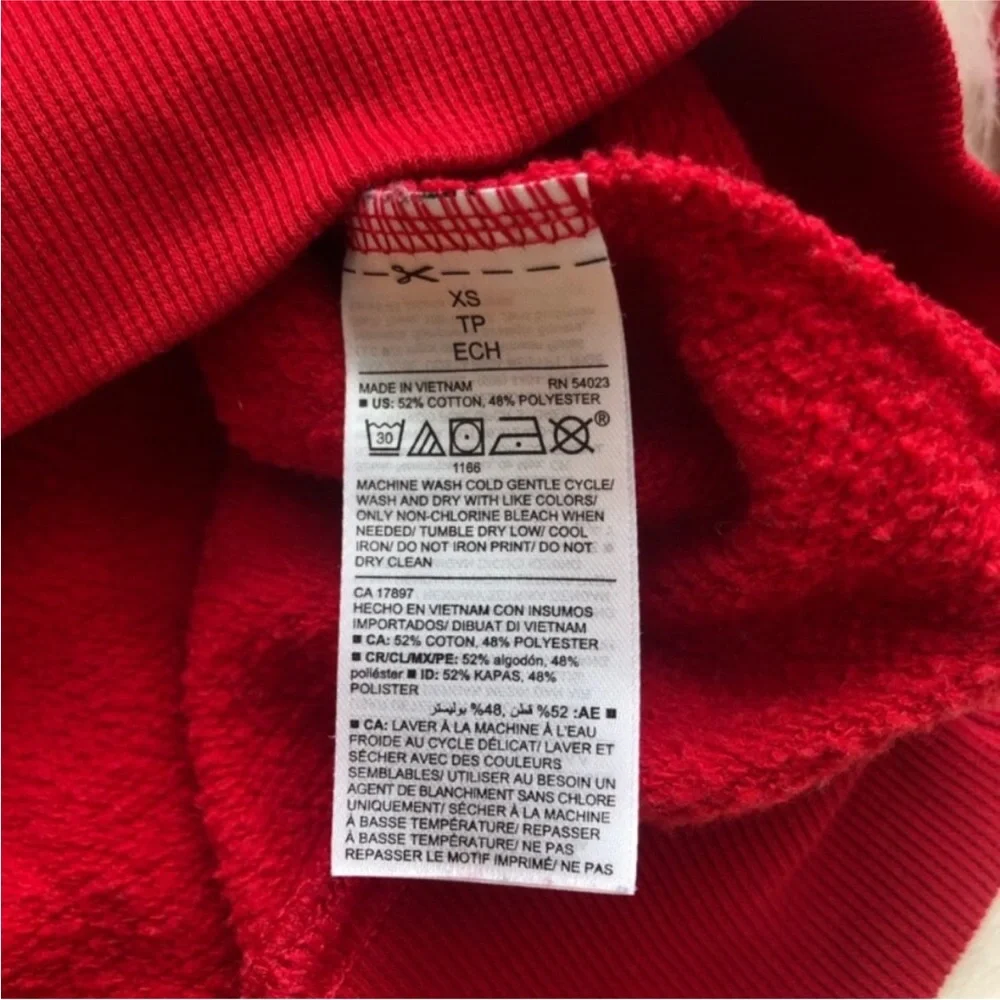 XS
TP
ECH
MADE IN VIETNAM RN 54023
■ US: 52% COTTON, 48% POLYESTER
30 ®
1166
MACHINE WASH COLD GENTLE CYCLE/
WASH AND DRY WITH LIKE COLORS/
ONLY NON-CHLORINE BLEACH WHEN
NEEDED/ TUMBLE DRY LOW/ COOL
IRON/ DO NOT IRON PRINT/ DO NOT
DRY CLEAN
CA 17897
HECHO EN VIETNAM CON INSUMOS
IMPORTADOS/ DIBUAT DI VIETNAM
■ CA: 52% COTON, 48% POLYESTER
■ CR/CL/MX/PE: 52% algodón, 48%
poliéster ■ ID: 52% KAPAS, 48%
POLISTER
■ AE: 52% قطن, 48% بوليستر
■ CA: LAVER À LA MACHINE À L'EAU
FROIDE AU CYCLE DÉLICAT/ LAVER ET
SÉCHER AVEC DES COULEURS
SEMBLABLES/ UTILISER AU BESOIN UN
AGENT DE BLANCHIMENT SANS CHLORE
UNIQUEMENT/ SÉCHER À LA MACHINE
À BASSE TEMPÉRATURE/ REPASSER
À BASSE TEMPÉRATURE/ NE PAS
REPASSER LE MOTIF IMPRIMÉ/ NE PAS